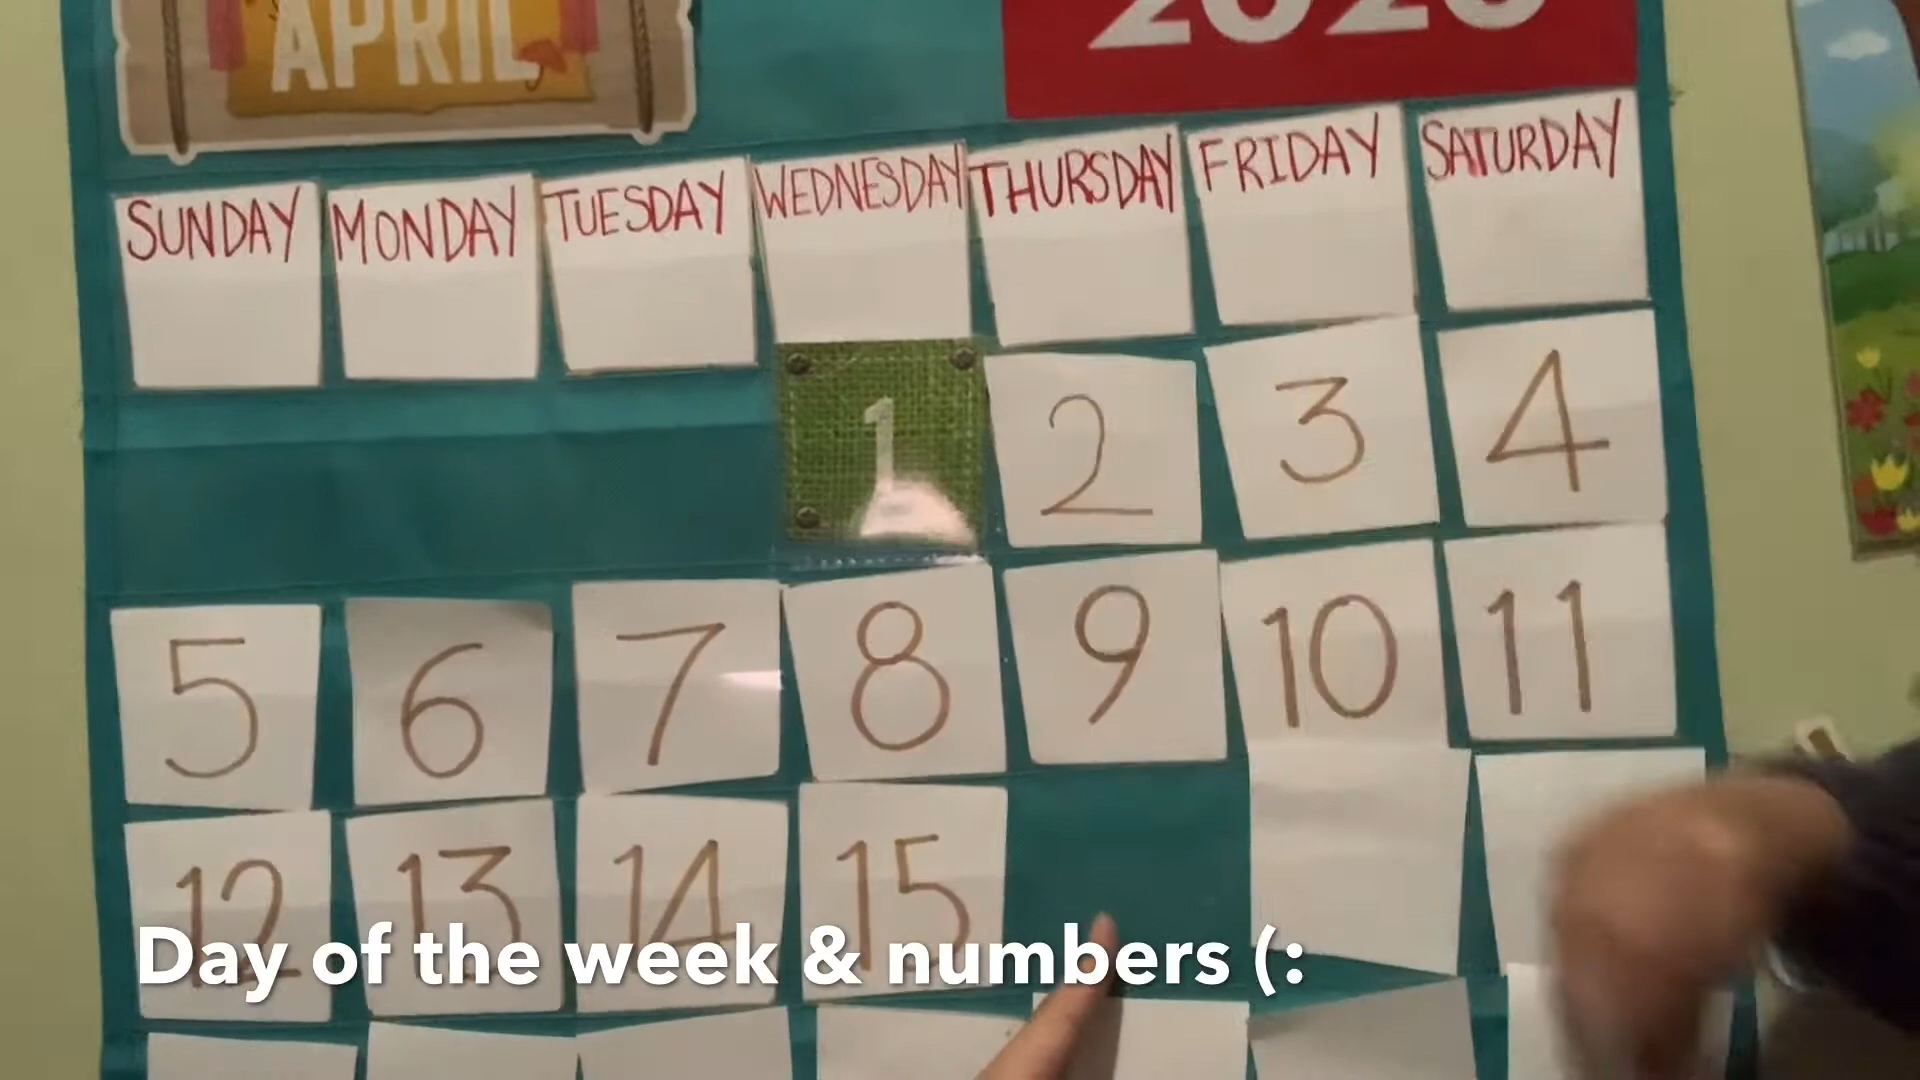 APRIL
2020
SUNDAY MONDAY TUESDAY WEDNESDAY THURSDAY FRIDAY SATURDAY
1 2 3 4
5 6 7 8 9 10 11
12 13 14 15
Day of the week & numbers (: